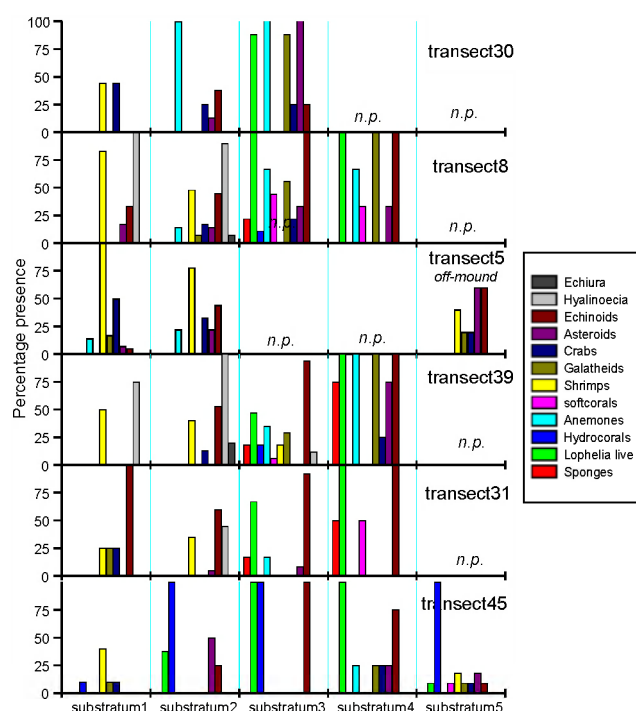 Percentage presence
100
75
50
25
0
transect30
n.p.
n.p.
75
50
25
0
transect8
n.p.
n.p.
75
50
25
0
transect5
off-mound
n.p.
n.p.
75
50
25
0
transect39
n.p.
75
50
25
0
transect31
n.p.
75
50
25
0
transect45
substratum1
substratum2
substratum3
substratum4
substratum5
Echiura
Hyalinoecia
Echinoids
Asteroids
Crabs
Galatheids
Shrimps
softcorals
Anemones
Hydrocorals
Lophelia live
Sponges